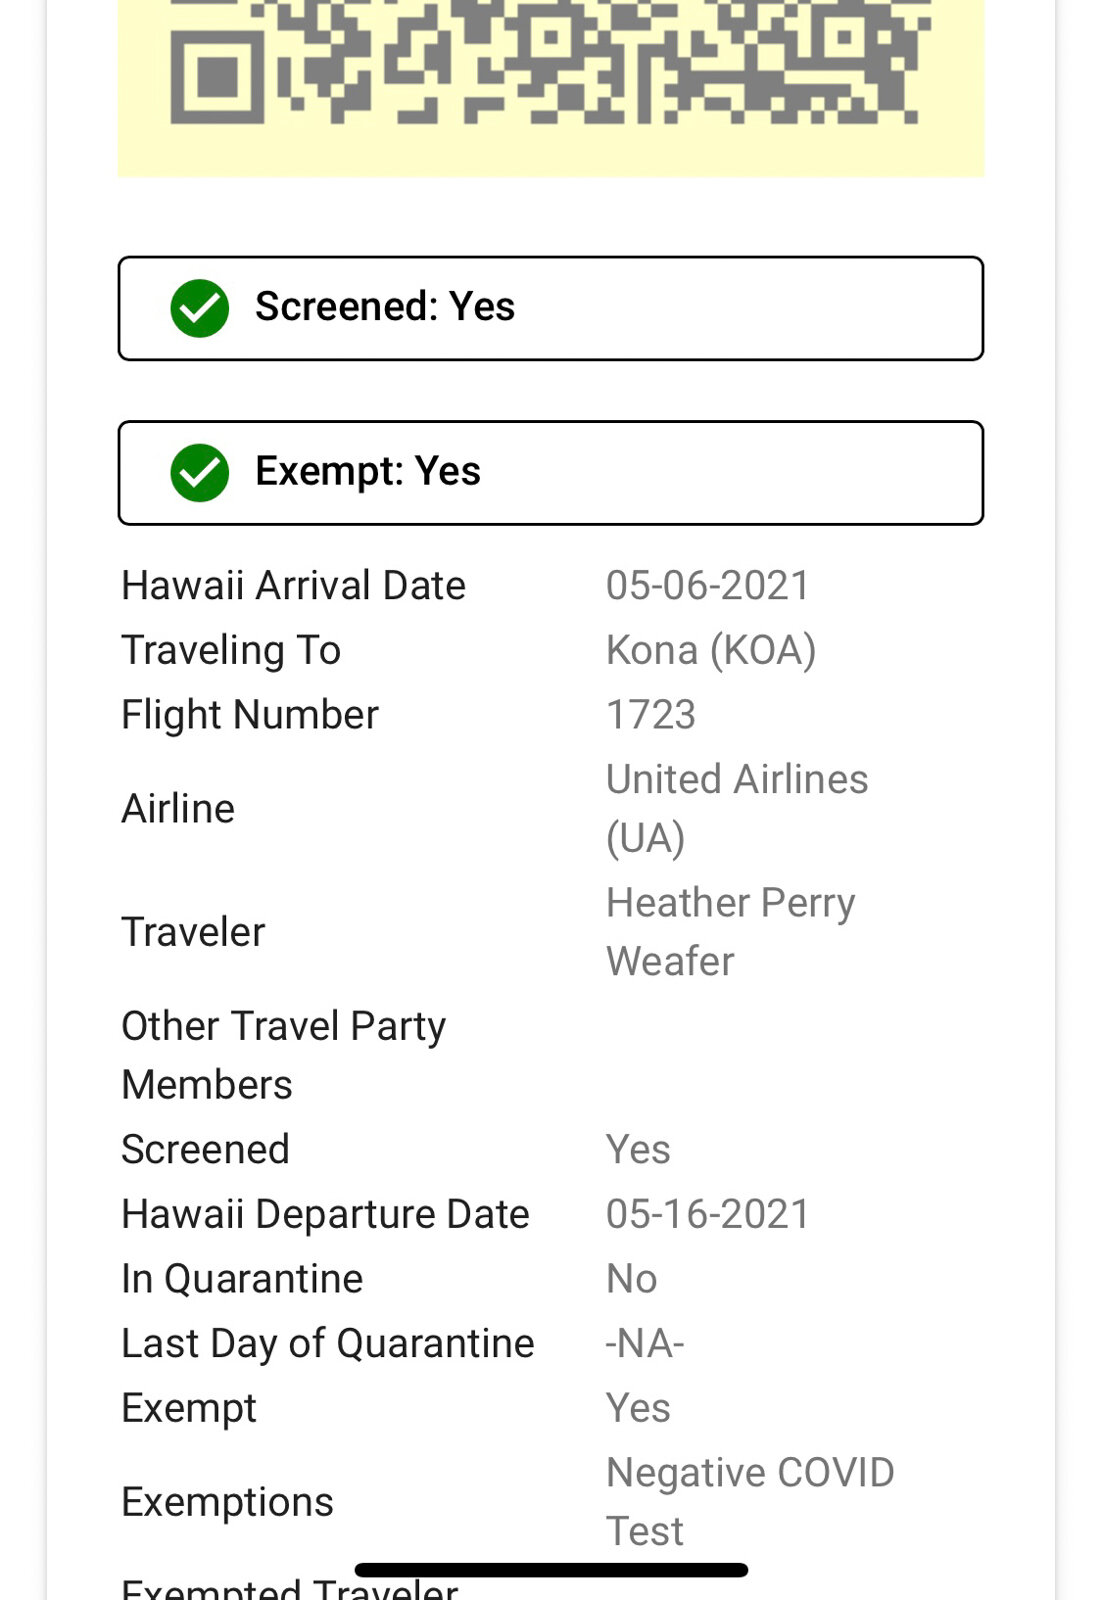 Screened: Yes
Exempt: Yes
Hawaii Arrival Date 05-06-2021
Traveling To Kona (KOA)
Flight Number 1723
Airline United Airlines
(UA)
Traveler Heather Perry
Weafer
Other Travel Party
Members
Screened Yes
Hawaii Departure Date 05-16-2021
In Quarantine No
Last Day of Quarantine -NA-
Exempt Yes
Exemptions Negative COVID
Test
Exempted Traveler